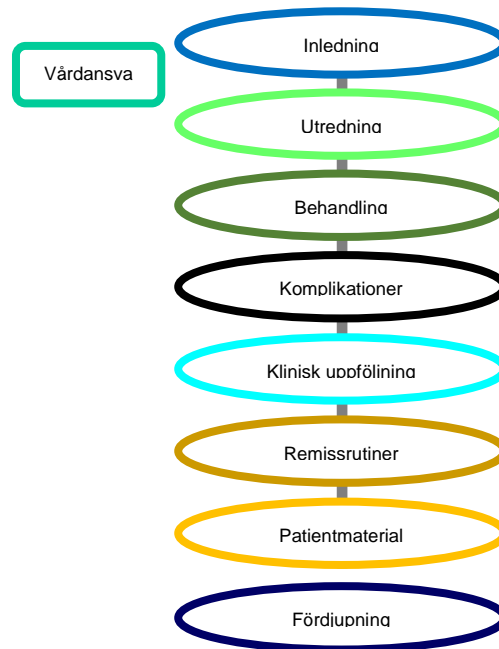 Inledning
Vårdansva
Utredning
Behandling
Komplikationer
Klinisk uppföljning
Remissrutiner
Patientmaterial
Fördjupning